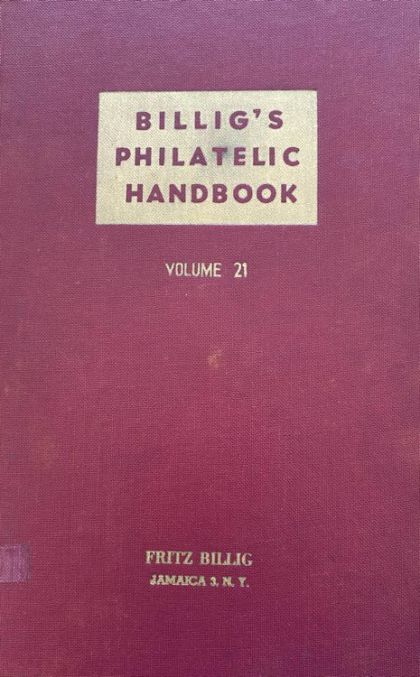 BILLIG'S
PHILATELIC
HANDBOOK
VOLUME 21
FRITZ BILLIG
JAMAICA 3, N. Y.